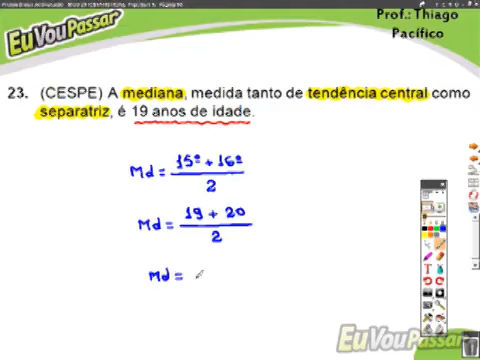 Prof.: Thiago
Pacífico
EuVouPassar
23. (CESPE) A mediana, medida tanto de tendência central como
separatriz, é 19 anos de idade.
Md = 15º + 16º
2
Md = 19 + 20
2
Md =
EuVouPassar